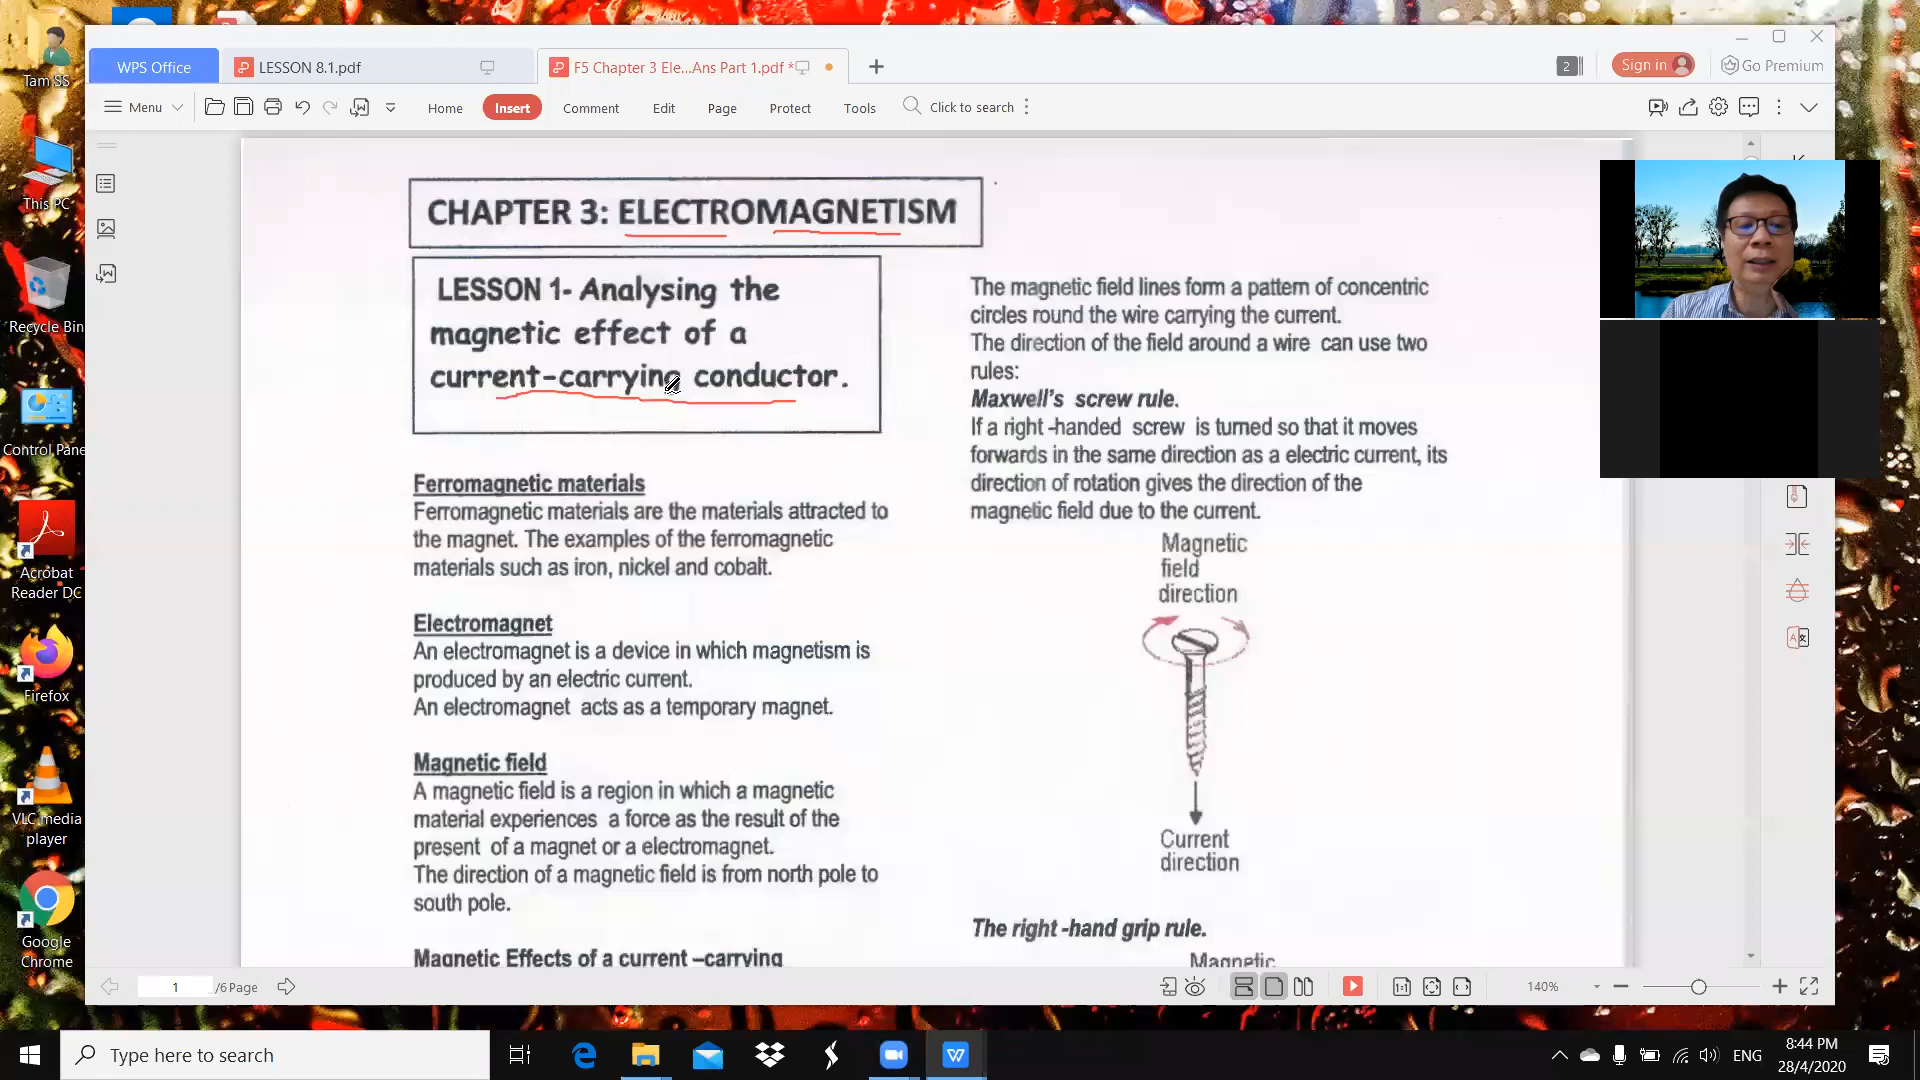 Tam SS
This PC
Recycle Bin
Control Pane
Acrobat
Reader DC
Firefox
VLC media
player
Google
Chrome
WPS Office
LESSON 8.1.pdf
F5 Chapter 3 Ele...Ans Part 1.pdf *
2
Sign in
Go Premium
Menu
Home
Insert
Comment
Edit
Page
Protect
Tools
Click to search
CHAPTER 3: ELECTROMAGNETISM
LESSON 1- Analysing the
magnetic effect of a
current-carrying conductor.
Ferromagnetic materials
Ferromagnetic materials are the materials attracted to
the magnet. The examples of the ferromagnetic
materials such as iron, nickel and cobalt.
Electromagnet
An electromagnet is a device in which magnetism is
produced by an electric current.
An electromagnet acts as a temporary magnet.
Magnetic field
A magnetic field is a region in which a magnetic
material experiences a force as the result of the
present of a magnet or a electromagnet.
The direction of a magnetic field is from north pole to
south pole.
Magnetic Effects of a current –carrying
The magnetic field lines form a pattern of concentric
circles round the wire carrying the current.
The direction of the field around a wire can use two
rules:
Maxwell's screw rule.
If a right -handed screw is turned so that it moves
forwards in the same direction as a electric current, its
direction of rotation gives the direction of the
magnetic field due to the current.
Magnetic
field
direction
Current
direction
The right -hand grip rule.
Magnetic
1
/6Page
140%
Type here to search
ENG
8:44 PM
28/4/2020